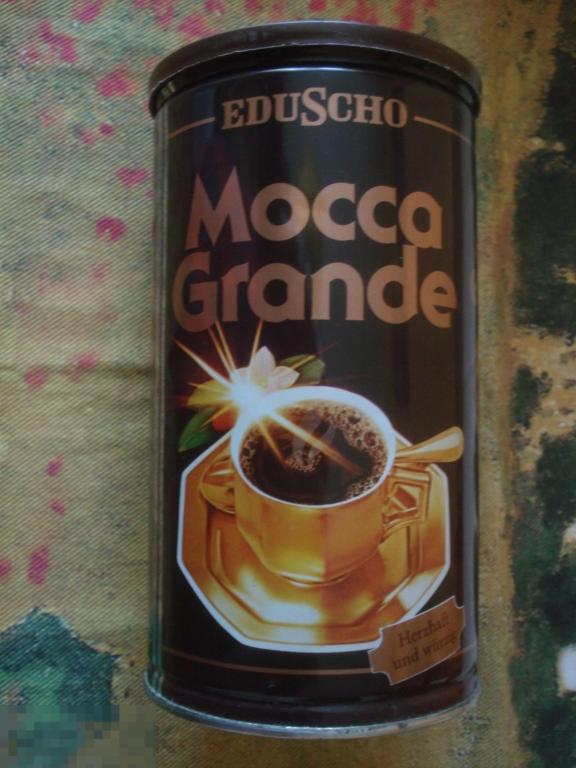 EDUSCHO
Mocca
Grande
Herzhaft
und würzig